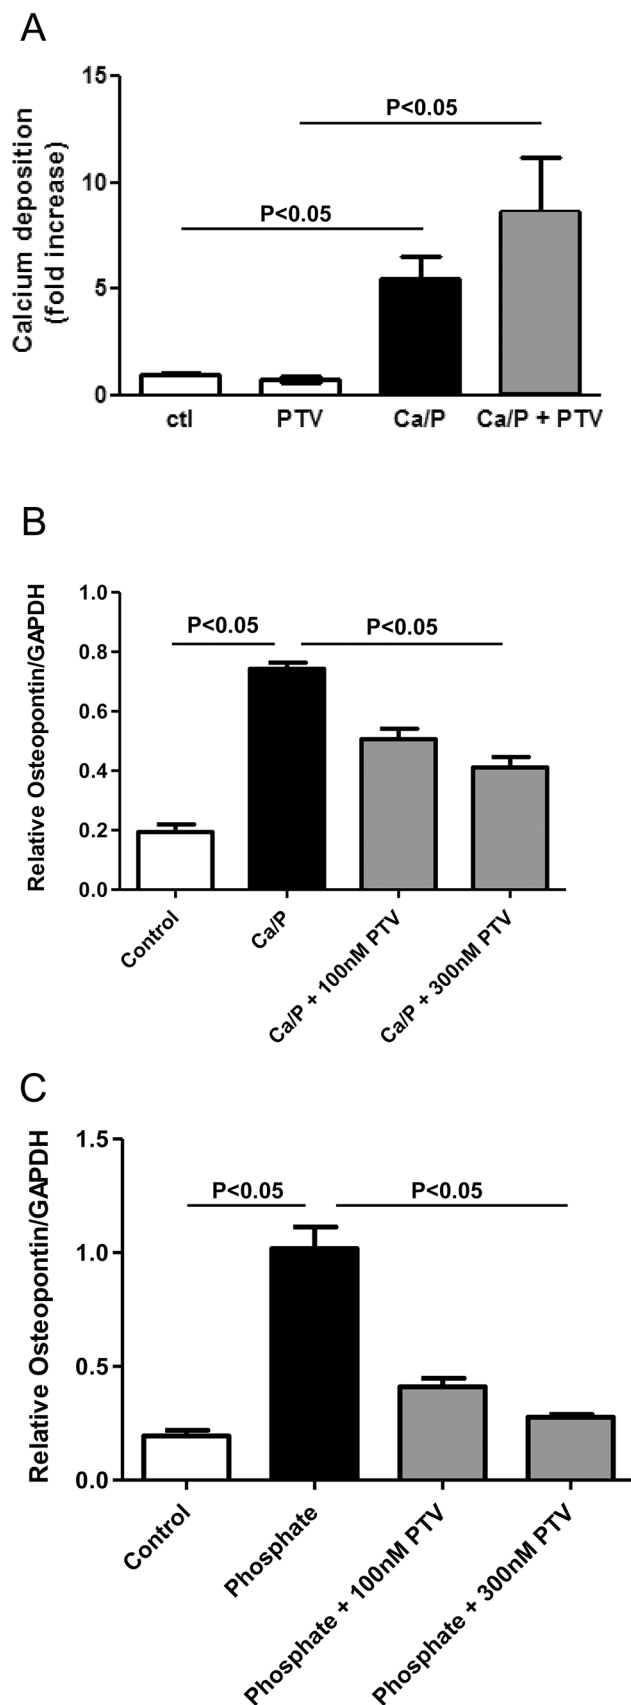 A
Calcium deposition
(fold increase)
15
10
5
0
P<0.05
P<0.05
ctl
PTV
Ca/P
Ca/P + PTV
B
Relative Osteopontin/GAPDH
1.0
0.8
0.6
0.4
0.2
0.0
P<0.05
P<0.05
Control
Ca/P
Ca/P + 100nM PTV
Ca/P + 300nM PTV
C
Relative Osteopontin/GAPDH
1.5
1.0
0.5
0.0
P<0.05
P<0.05
Control
Phosphate
Phosphate + 100nM PTV
Phosphate + 300nM PTV